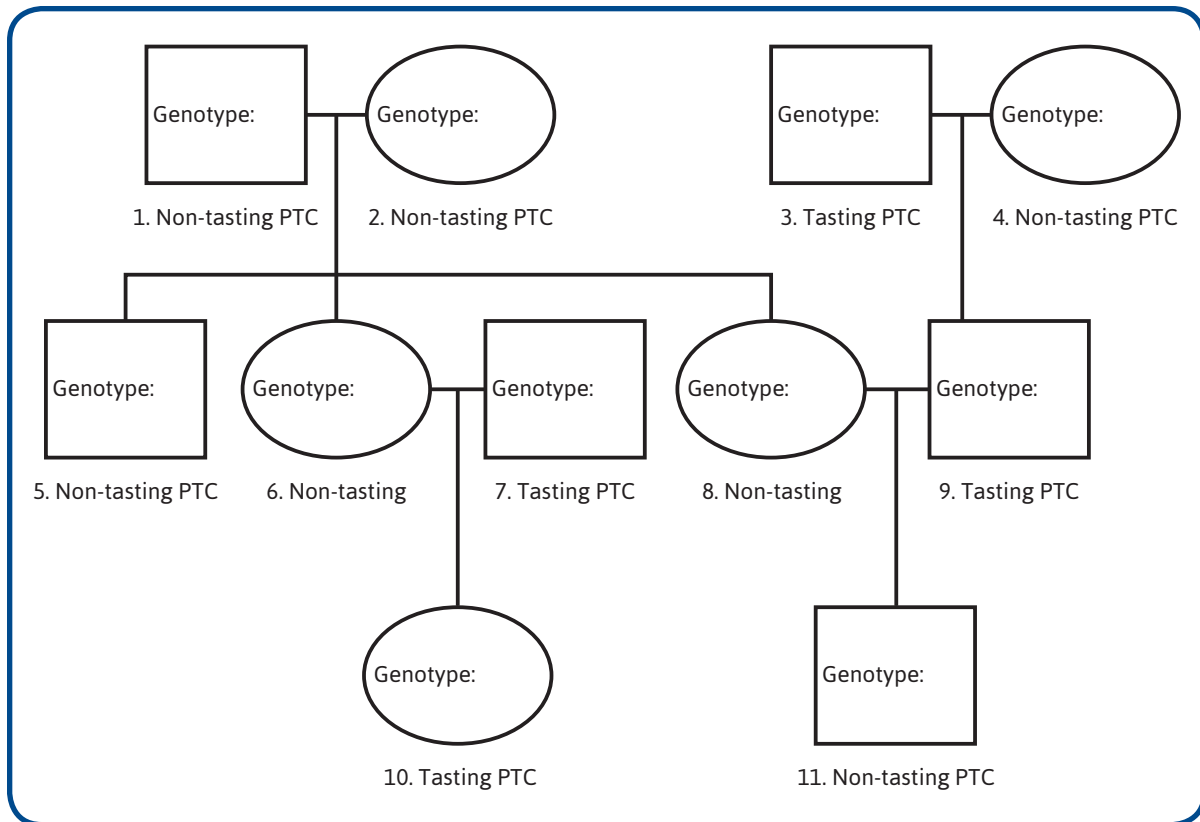 Genotype:
Genotype:
Genotype:
Genotype:
1. Non-tasting PTC
2. Non-tasting PTC
3. Tasting PTC
4. Non-tasting PTC
Genotype:
Genotype:
Genotype:
Genotype:
Genotype:
5. Non-tasting PTC
6. Non-tasting
7. Tasting PTC
8. Non-tasting
9. Tasting PTC
Genotype:
Genotype:
10. Tasting PTC
11. Non-tasting PTC